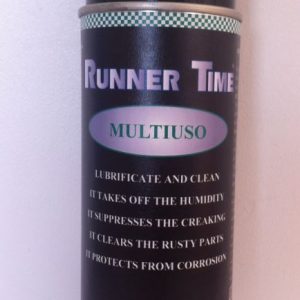 RUNNER TIME
MULTIUSO
LUBRIFICATE AND CLEAN
IT TAKES OFF THE HUMIDITY
IT SUPPRESSES THE CREAKING
IT CLEARS THE RUSTY PARTS
IT PROTECTS FROM CORROSION